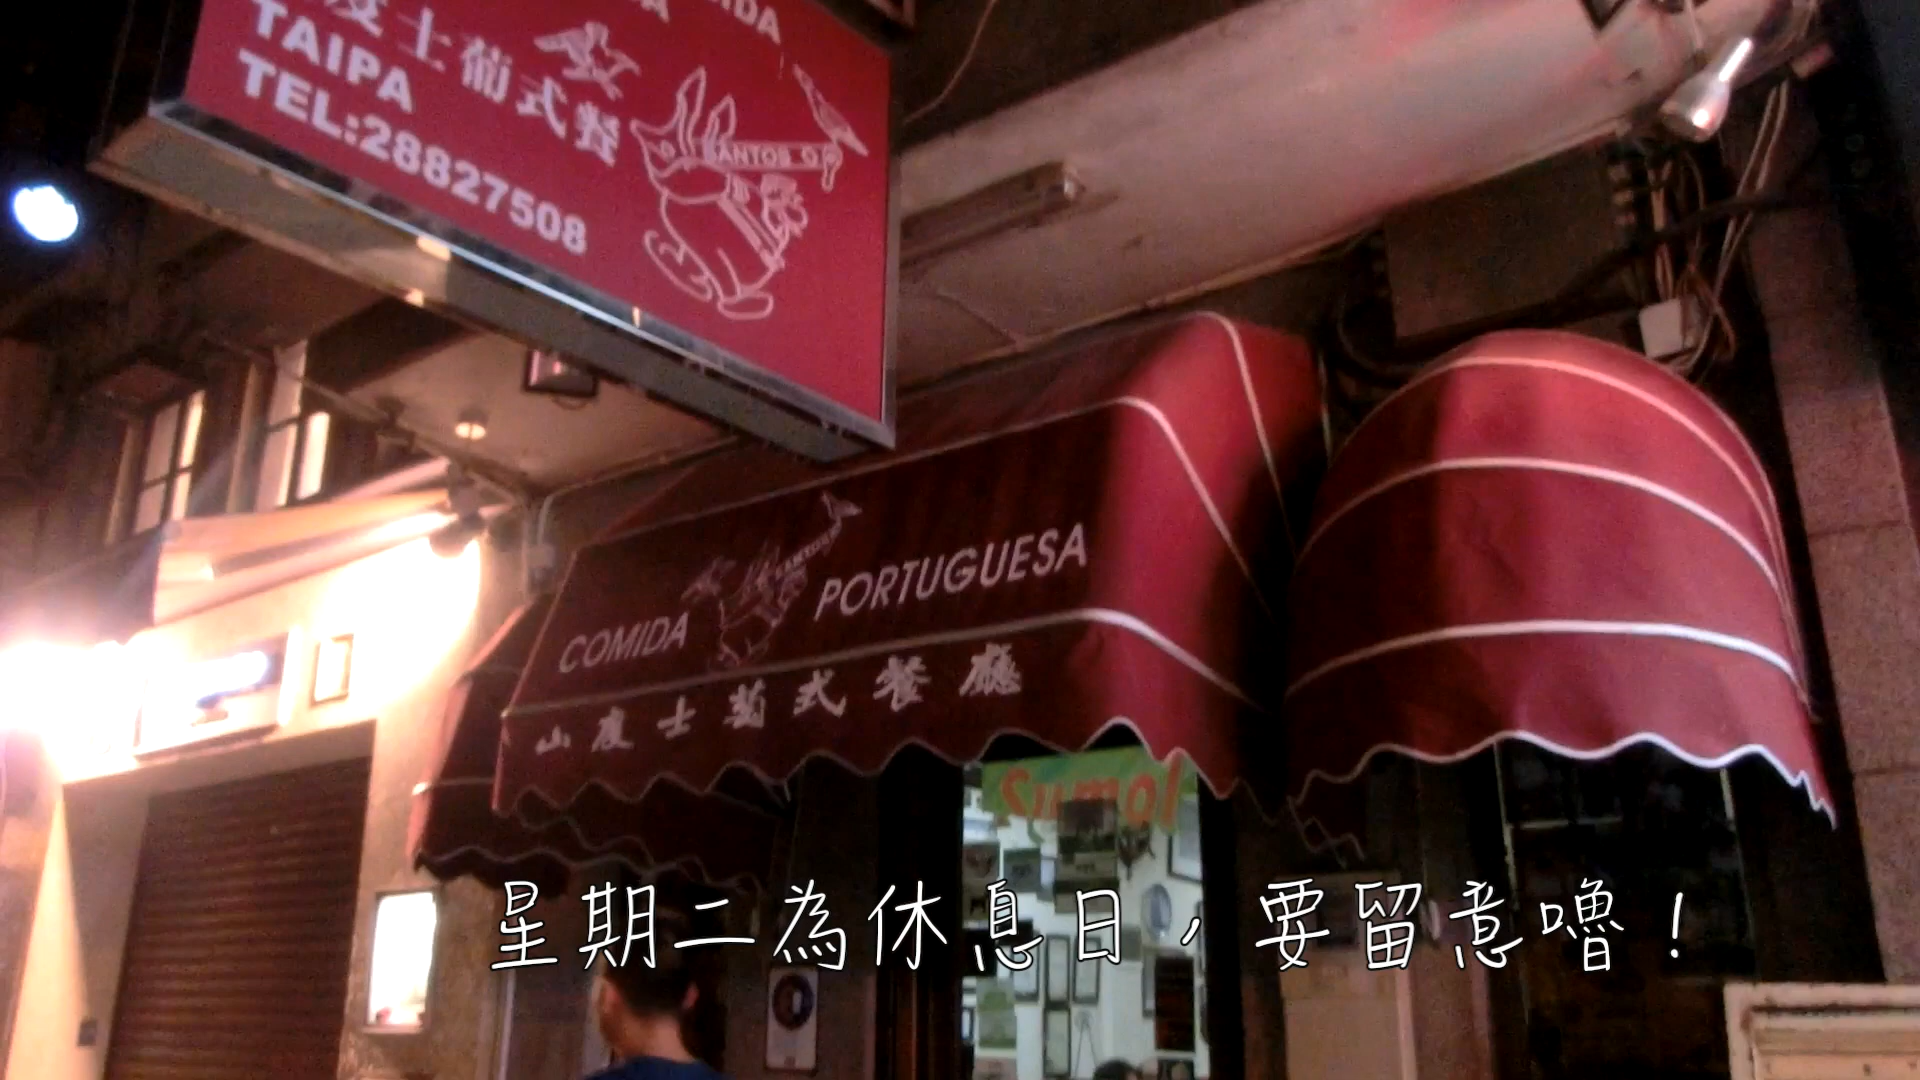 度士葡式餐
TAIPA
TEL:28827508
SANTOS
COMIDA PORTUGUESA
山度士葡式餐廳
Sumol
星期二為休息日，要留意嚕！